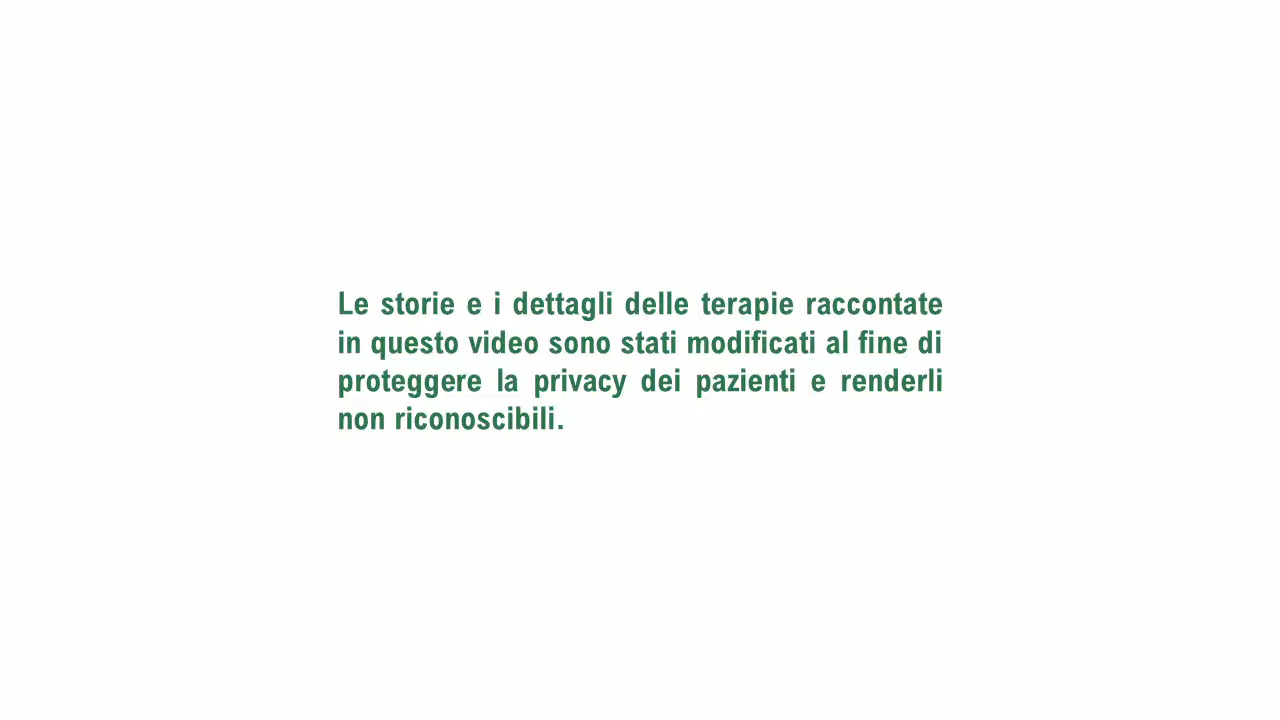 Le storie e i dettagli delle terapie raccontate
in questo video sono stati modificati al fine di
proteggere la privacy dei pazienti e renderli
non riconoscibili.